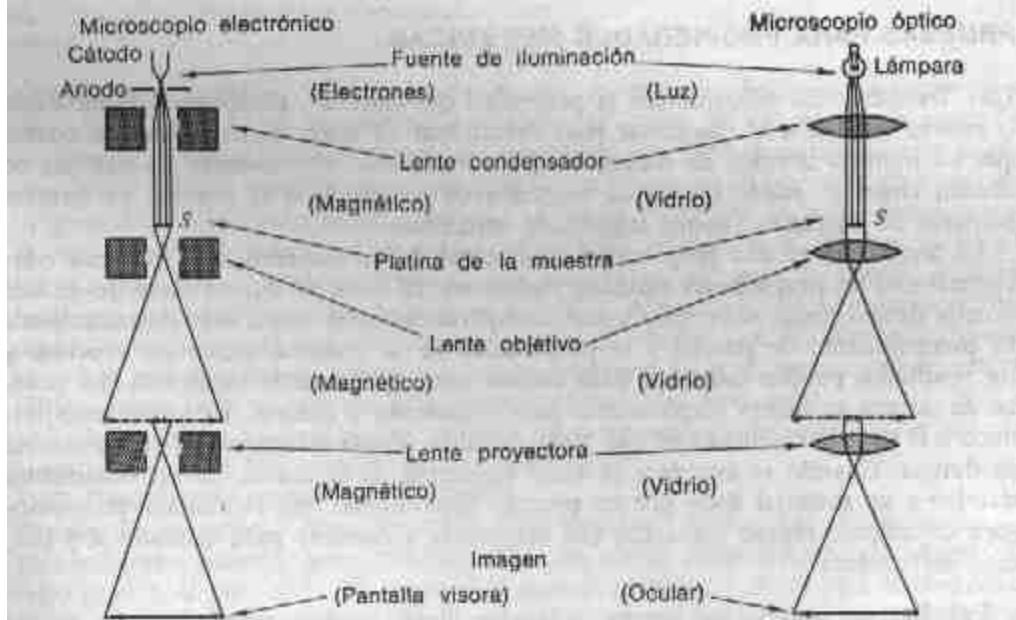 Microscopio electrónico
Microscopio óptico
Cátodo
Fuente de iluminación
Lámpara
Anodo
(Electrones)
(Luz)
Lente condensador
(Magnético)
(Vidrio)
S
S
Platina de la muestra
Lente objetivo
(Magnético)
(Vidrio)
Lente proyectora
(Magnético)
(Vidrio)
Imagen
(Pantalla visora)
(Ocular)